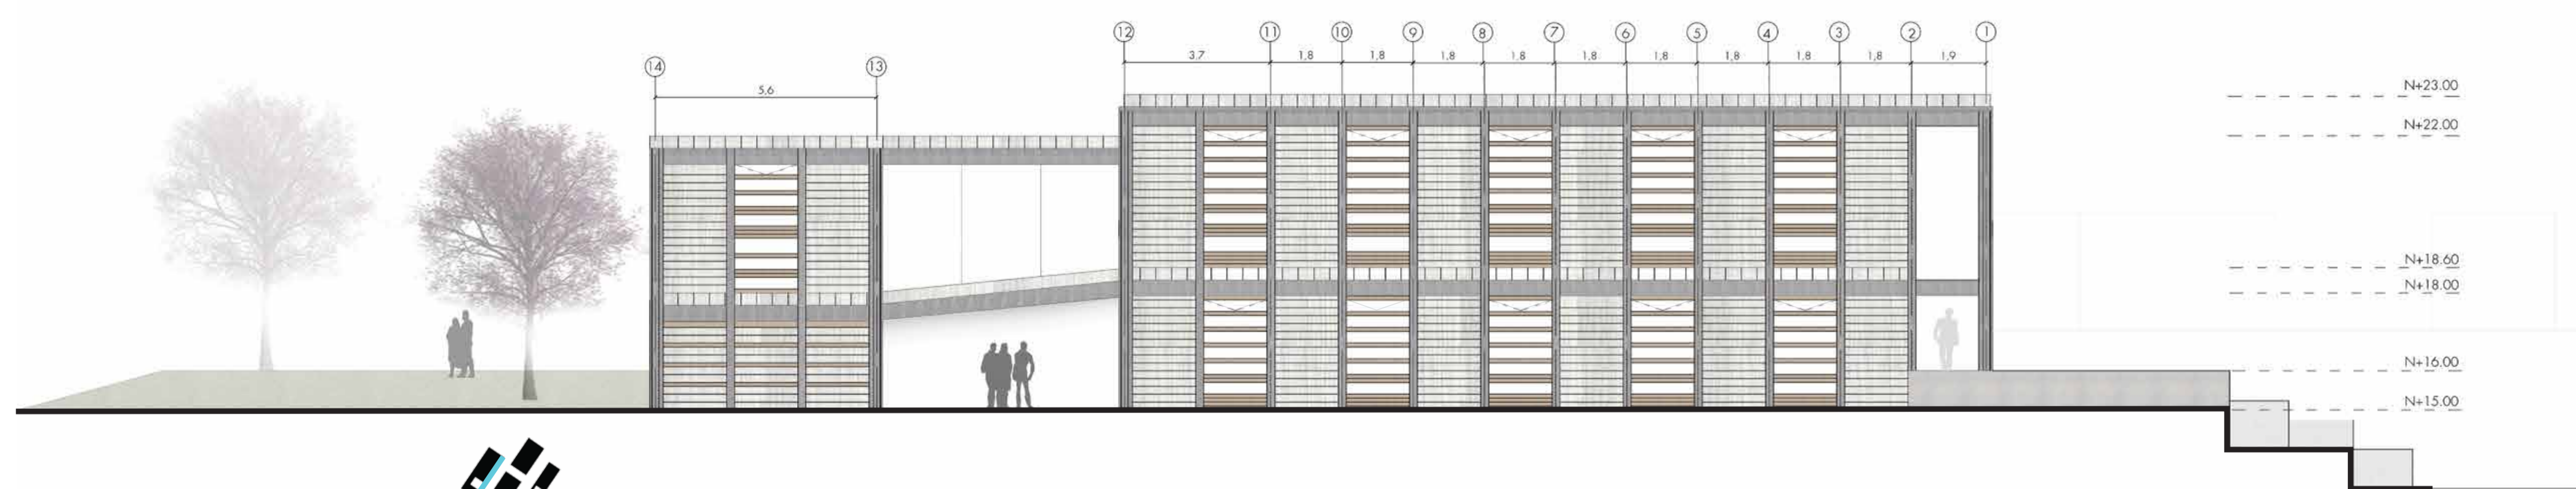 12 11 10 9 8 7 6 5 4 3 2 1
3,7 1,8 1,8 1,8 1,8 1,8 1,8 1,8 1,8 1,8 1,9
14 13
5,6
N+23.00
N+22.00
N+18.60
N+18.00
N+16.00
N+15.00